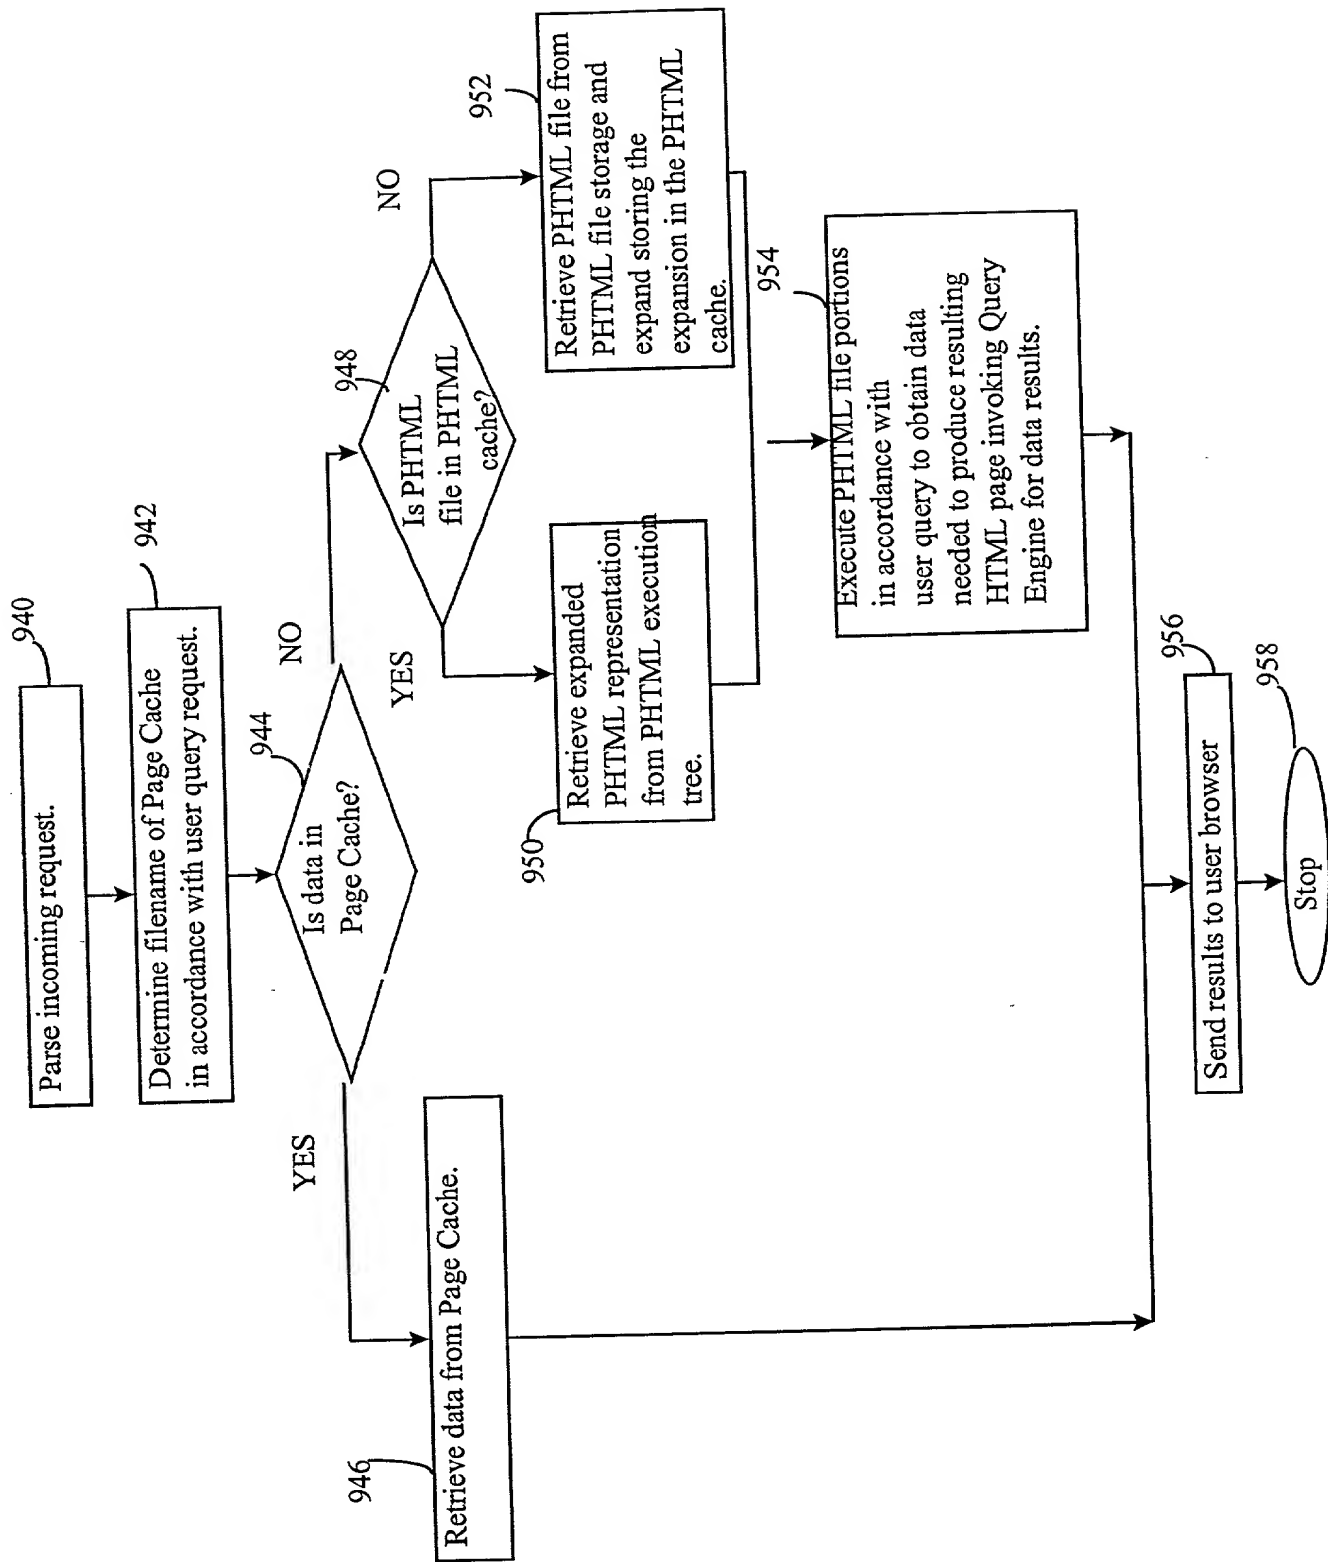 940
Parse incoming request.
942
Determine filename of Page Cache
in accordance with user query request.
944
Is data in
Page Cache?
YES
NO
946
Retrieve data from Page Cache.
948
Is PHTML
file in PHTML
cache?
YES
NO
950
Retrieve expanded
PHTML representation
from PHTML execution
tree.
952
Retrieve PHTML file from
PHTML file storage and
expand storing the
expansion in the PHTML
cache.
954
Execute PHTML file portions
in accordance with
user query to obtain data
needed to produce resulting
HTML page invoking Query
Engine for data results.
956
Send results to user browser
958
Stop